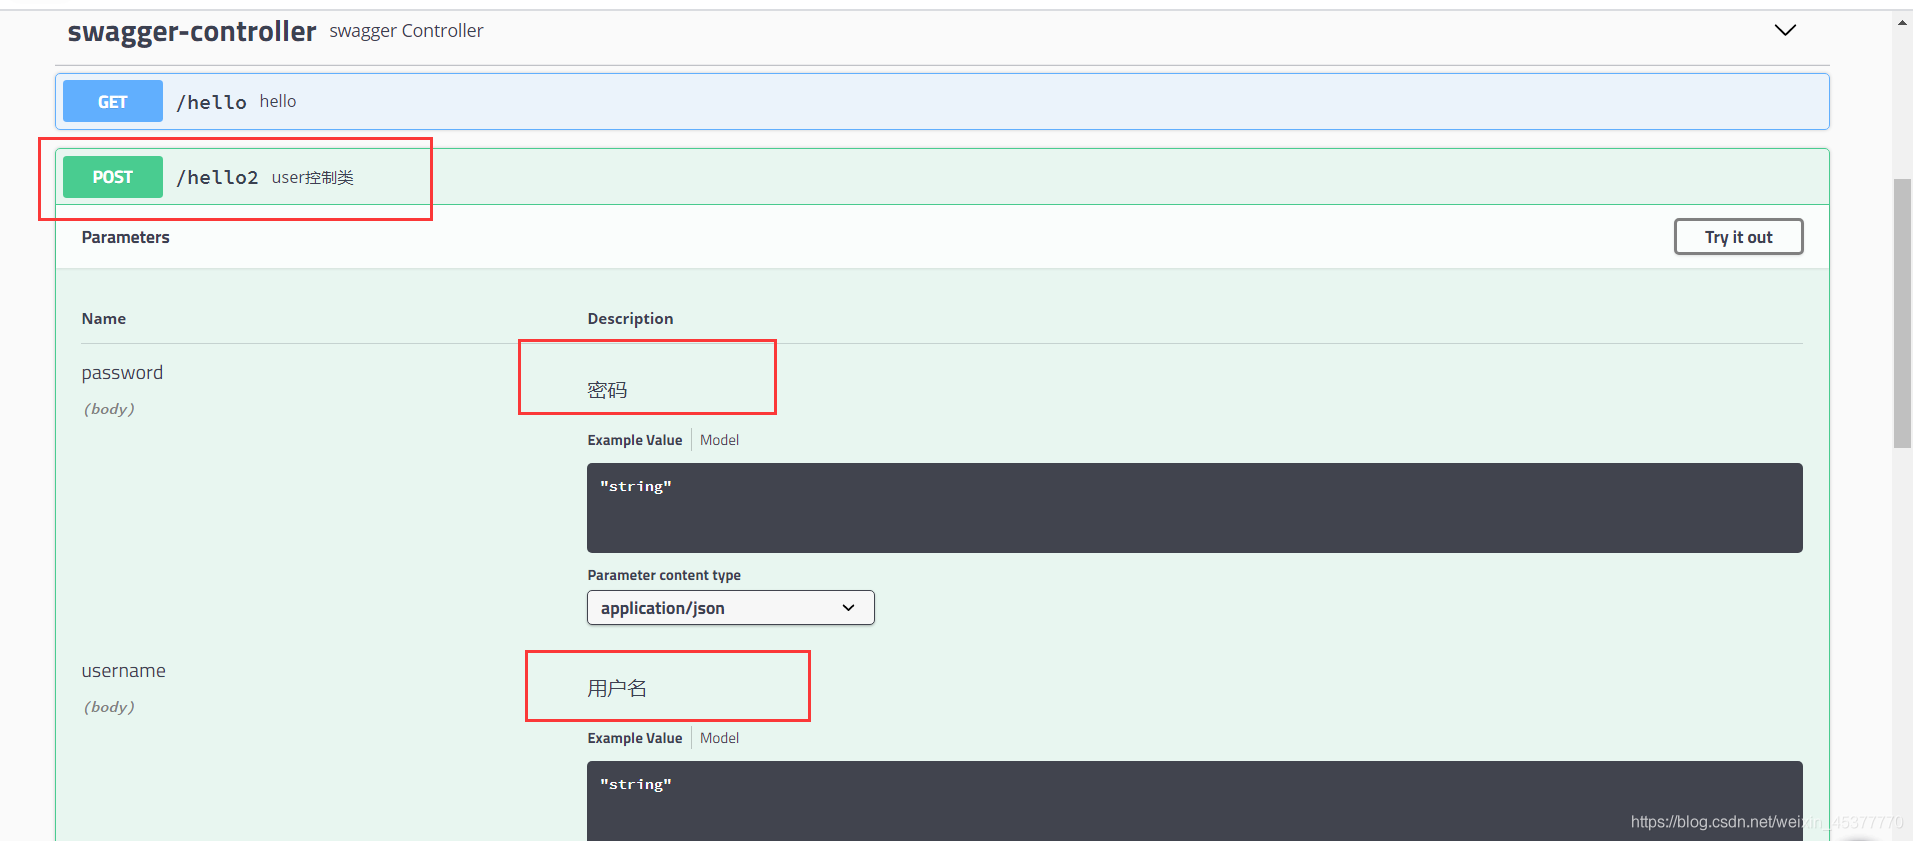 swagger-controller swagger Controller
GET /hello hello
POST /hello2 user控制类
Parameters Try it out
Name Description
password 密码
(body)
Example Value Model
"string"
Parameter content type
application/json
username 用户名
(body)
Example Value Model
"string"
https://blog.csdn.net/weixin_45377770